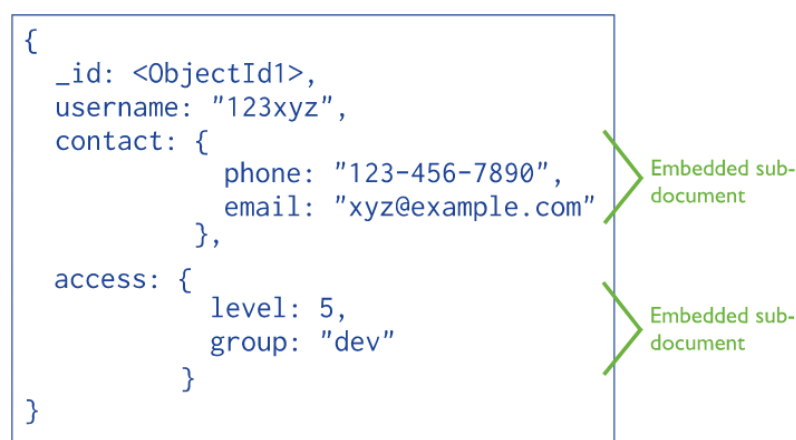 {
_id: <ObjectId1>,
username: "123xyz",
contact: {
phone: "123-456-7890",
email: "xyz@example.com"
},
Embedded sub-
document
access: {
level: 5,
group: "dev"
}
Embedded sub-
document
}